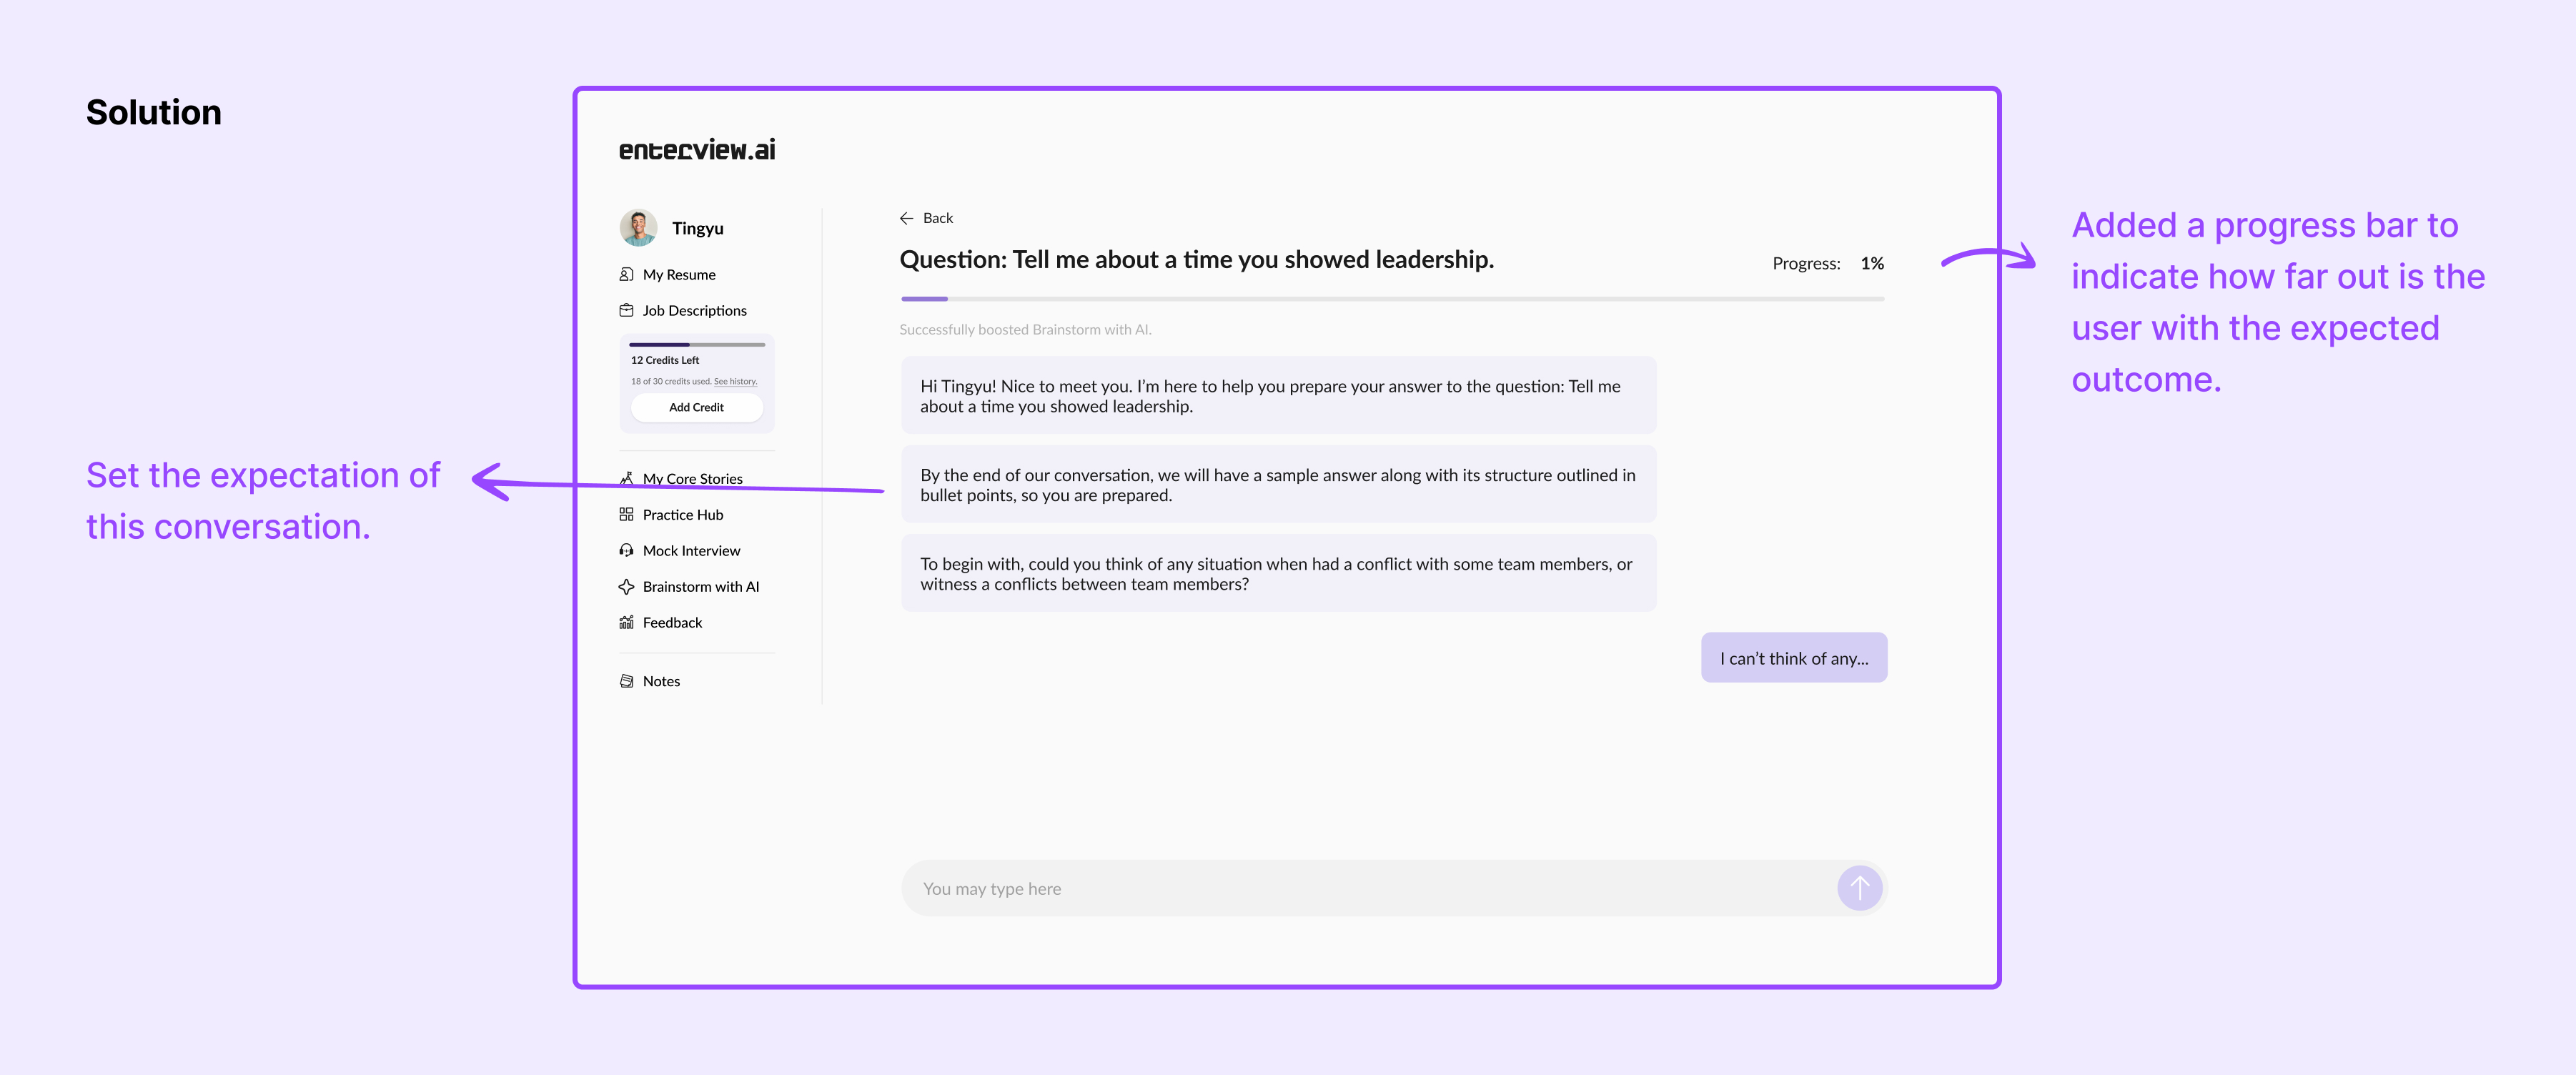 Solution
enterview.ai
Tingyu
My Resume
Job Descriptions
12 Credits Left
18 of 30 credits used. See history.
Add Credit
My Core Stories
Practice Hub
Mock Interview
Brainstorm with AI
Feedback
Notes
Back
Question: Tell me about a time you showed leadership.
Progress: 1%
Successfully boosted Brainstorm with AI.
Hi Tingyu! Nice to meet you. I'm here to help you prepare your answer to the question: Tell me
about a time you showed leadership.
By the end of our conversation, we will have a sample answer along with its structure outlined in
bullet points, so you are prepared.
To begin with, could you think of any situation when had a conflict with some team members, or
witness a conflicts between team members?
I can't think of any...
You may type here
Set the expectation of
this conversation.
Added a progress bar to
indicate how far out is the
user with the expected
outcome.